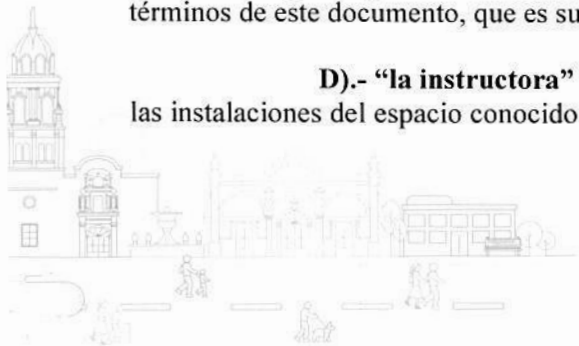 términos de este documento, que es su
D).- “la instructora”
las instalaciones del espacio conocido